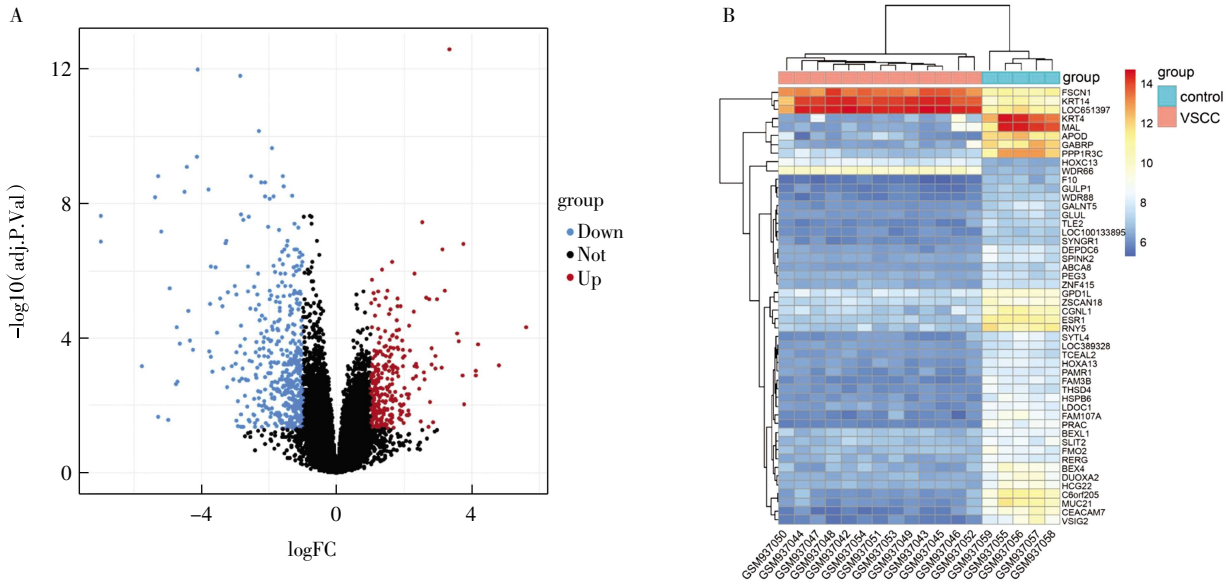 A
12
8
4
0
−4
0
4
−log10(adj.P.Val)
logFC
group
Down
Not
Up
B
group
FSCN1
KRT14
LOC651397
KRT4
MAL
APOD
GABRP
PPP1R3C
HOXC13
WDR66
F10
GULP1
WDR88
GALNT5
GLUL
TLE2
LOC100133895
SYNGR1
DEPDC6
SPINK2
ABCA8
PEG3
ZNF415
GPD1L
ZSCAN18
CGNL1
ESR1
RNY5
SYTL4
LOC389328
TCEAL2
HOXA13
PAMR1
FAM3B
THSD4
HSPB6
LDOC1
FAM107A
PRAC
BEXL1
SLIT2
FMO2
RERG
BEX4
DUOXA2
HCG22
C6orf205
MUC21
CEACAM7
VSIG2
GSM937050
GSM937044
GSM937047
GSM937048
GSM937042
GSM937054
GSM937051
GSM937053
GSM937049
GSM937043
GSM937045
GSM937046
GSM937052
GSM937059
GSM937055
GSM937056
GSM937057
GSM937058
14
12
10
8
6
group
control
VSCC